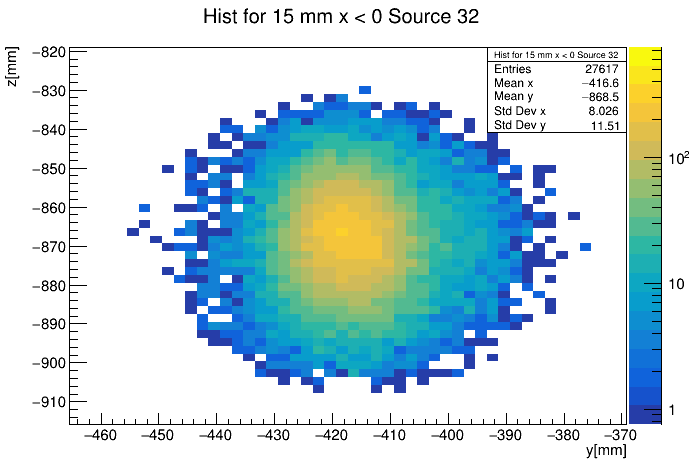 Hist for 15 mm x < 0 Source 32
z[mm]
−820
−830
−840
−850
−860
−870
−880
−890
−900
−910
Hist for 15 mm x < 0 Source 32
Entries 27617
Mean x −416.6
Mean y −868.5
Std Dev x 8.026
Std Dev y 11.51
10²
10
1
−460 −450 −440 −430 −420 −410 −400 −390 −380 −370
y[mm]